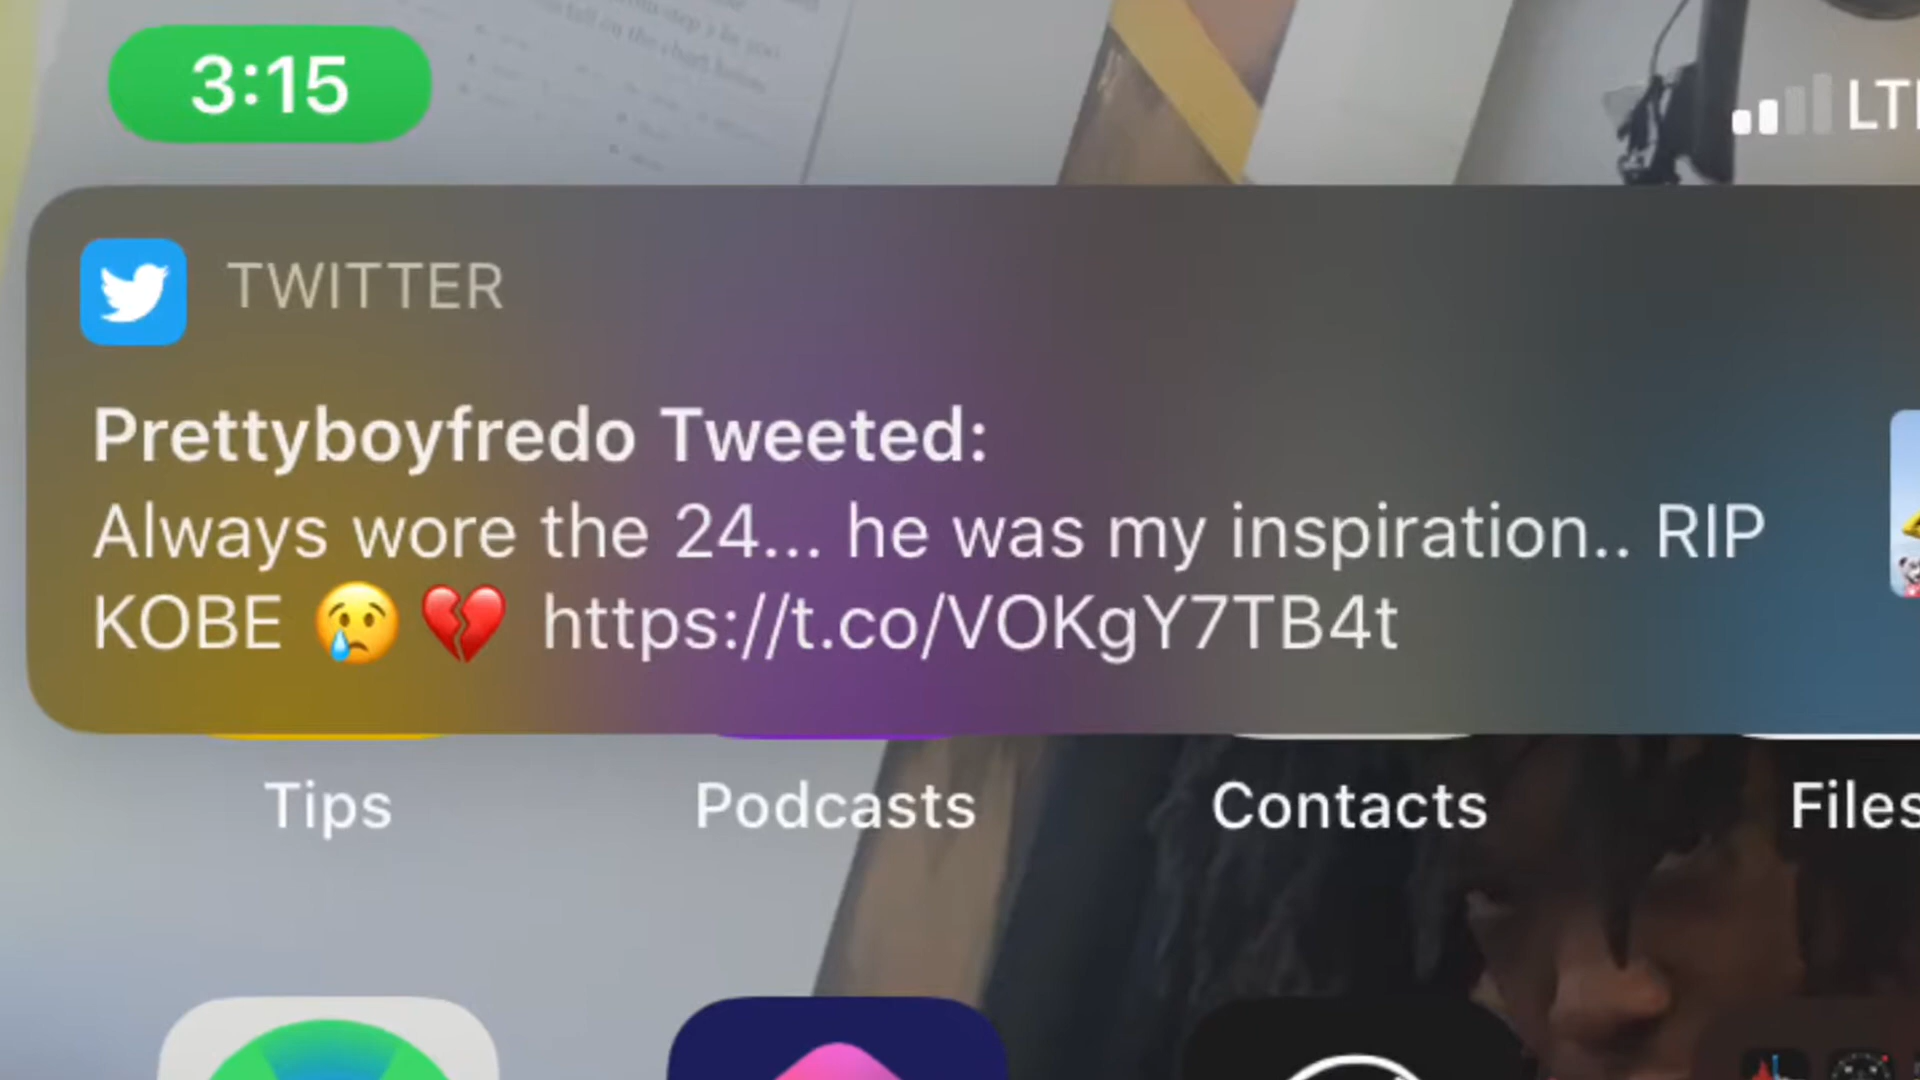 3:15
LTE
TWITTER
Prettyboyfredo Tweeted:
Always wore the 24... he was my inspiration.. RIP
KOBE 😢 💔 https://t.co/VOKgY7TB4t
Tips
Podcasts
Contacts
Files